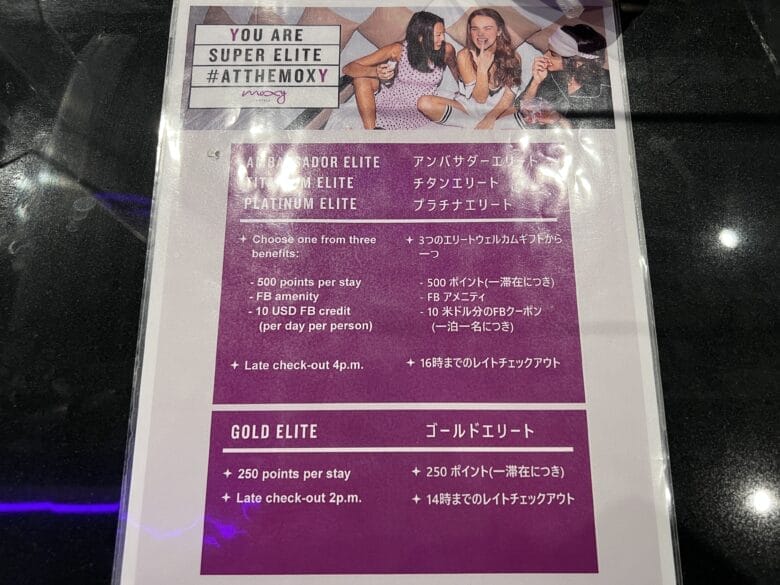 YOU ARE
SUPER ELITE
#ATTHEMOXY
moxy
AMBASSADOR ELITE アンバサダーエリート
TITANIUM ELITE チタンエリート
PLATINUM ELITE プラチナエリート
Choose one from three benefits:
- 500 points per stay
- FB amenity
- 10 USD FB credit
(per day per person)
Late check-out 4p.m.
3つのエリートウェルカムギフトから
一つ
- 500 ポイント(一滞在につき)
- FB アメニティ
- 10 米ドル分のFBクーポン
(一泊一名につき)
16時までのレイトチェックアウト
GOLD ELITE ゴールドエリート
250 points per stay
Late check-out 2p.m.
250 ポイント(一滞在につき)
14時までのレイトチェックアウト